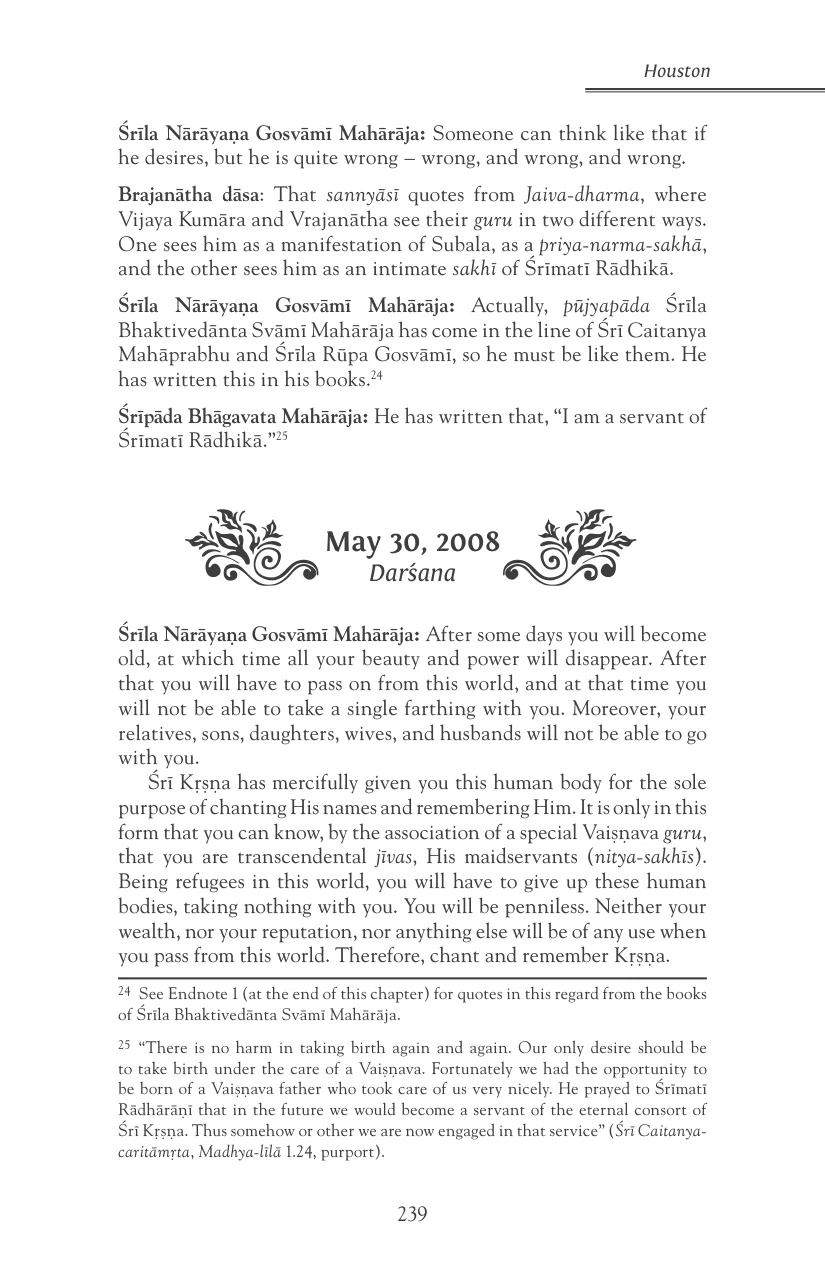 Houston
Śrīla Nārāyaṇa Gosvāmī Mahārāja: Someone can think like that if
he desires, but he is quite wrong – wrong, and wrong, and wrong.
Brajanātha dāsa: That sannyāsī quotes from Jaiva-dharma, where
Vijaya Kumāra and Vrajanātha see their guru in two different ways.
One sees him as a manifestation of Subala, as a priya-narma-sakhā,
and the other sees him as an intimate sakhī of Śrīmatī Rādhikā.
Śrīla Nārāyaṇa Gosvāmī Mahārāja: Actually, pūjyapāda Śrīla
Bhaktivedānta Svāmī Mahārāja has come in the line of Śrī Caitanya
Mahāprabhu and Śrīla Rūpa Gosvāmī, so he must be like them. He
has written this in his books.24
Śrīpāda Bhāgavata Mahārāja: He has written that, “I am a servant of
Śrīmatī Rādhikā.”25
May 30, 2008
Darśana
Śrīla Nārāyaṇa Gosvāmī Mahārāja: After some days you will become
old, at which time all your beauty and power will disappear. After
that you will have to pass on from this world, and at that time you
will not be able to take a single farthing with you. Moreover, your
relatives, sons, daughters, wives, and husbands will not be able to go
with you.
Śrī Kṛṣṇa has mercifully given you this human body for the sole
purpose of chanting His names and remembering Him. It is only in this
form that you can know, by the association of a special Vaiṣṇava guru,
that you are transcendental jīvas, His maidservants (nitya-sakhīs).
Being refugees in this world, you will have to give up these human
bodies, taking nothing with you. You will be penniless. Neither your
wealth, nor your reputation, nor anything else will be of any use when
you pass from this world. Therefore, chant and remember Kṛṣṇa.
24 See Endnote 1 (at the end of this chapter) for quotes in this regard from the books
of Śrīla Bhaktivedānta Svāmī Mahārāja.
25 “There is no harm in taking birth again and again. Our only desire should be
to take birth under the care of a Vaiṣṇava. Fortunately we had the opportunity to
be born of a Vaiṣṇava father who took care of us very nicely. He prayed to Śrīmatī
Rādhārāṇī that in the future we would become a servant of the eternal consort of
Śrī Kṛṣṇa. Thus somehow or other we are now engaged in that service” (Śrī Caitanya-
caritāmṛta, Madhya-līlā 1.24, purport).
239